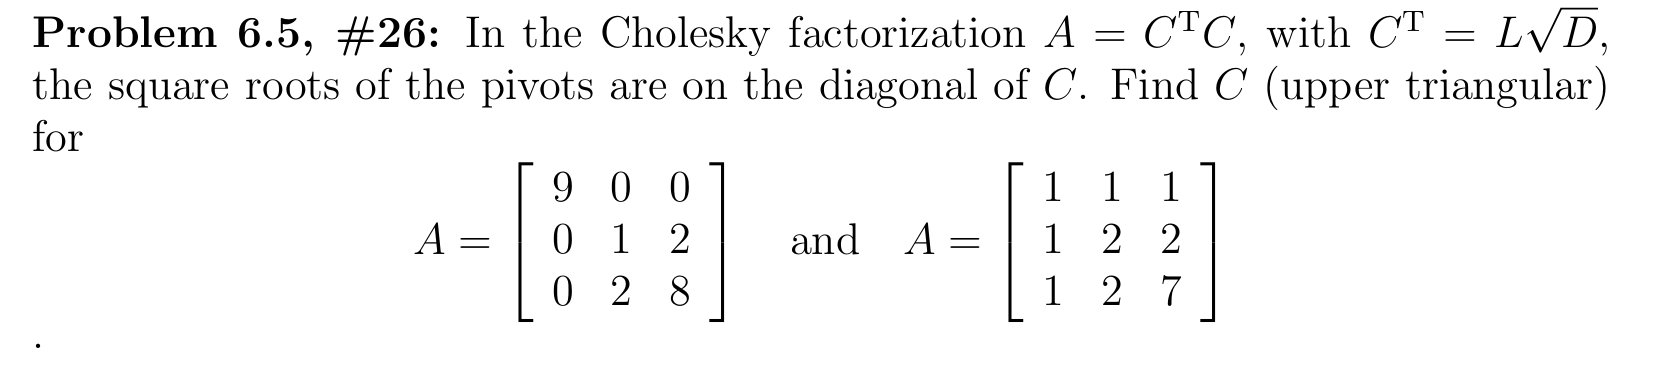 Problem 6.5, #26: In the Cholesky factorization A = CᵀC, with Cᵀ = L√D,
the square roots of the pivots are on the diagonal of C. Find C (upper triangular)
for
A = [ 9 0 0 ; 0 1 2 ; 0 2 8 ] and A = [ 1 1 1 ; 1 2 2 ; 1 2 7 ]
.